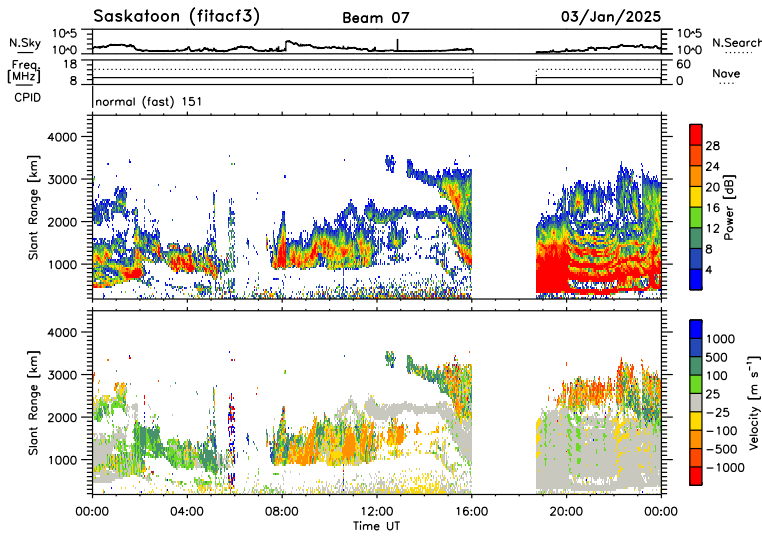 Saskatoon (fitacf3) Beam 07 03/Jan/2025
N.Sky 10^5 10^0 10^5 10^0 N.Search
Freq. [MHz] 18 8 60 0 Nave
CPID normal (fast) 151
Slant Range [km] 4000 3000 2000 1000
Power [dB] 28 24 20 16 12 8 4
Slant Range [km] 4000 3000 2000 1000
Velocity [m s⁻¹] 1000 500 100 25 −25 −100 −500 −1000
00:00 04:00 08:00 12:00 16:00 20:00 00:00
Time UT